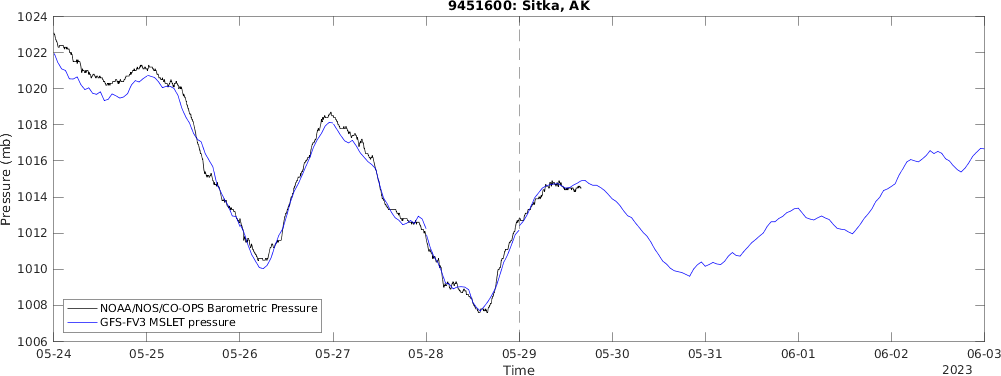 9451600: Sitka, AK
1024
1022
1020
1018
1016
1014
1012
1010
1008
1006
Pressure (mb)
NOAA/NOS/CO-OPS Barometric Pressure
GFS-FV3 MSLET pressure
05-24 05-25 05-26 05-27 05-28 05-29 05-30 05-31 06-01 06-02 06-03
Time
2023